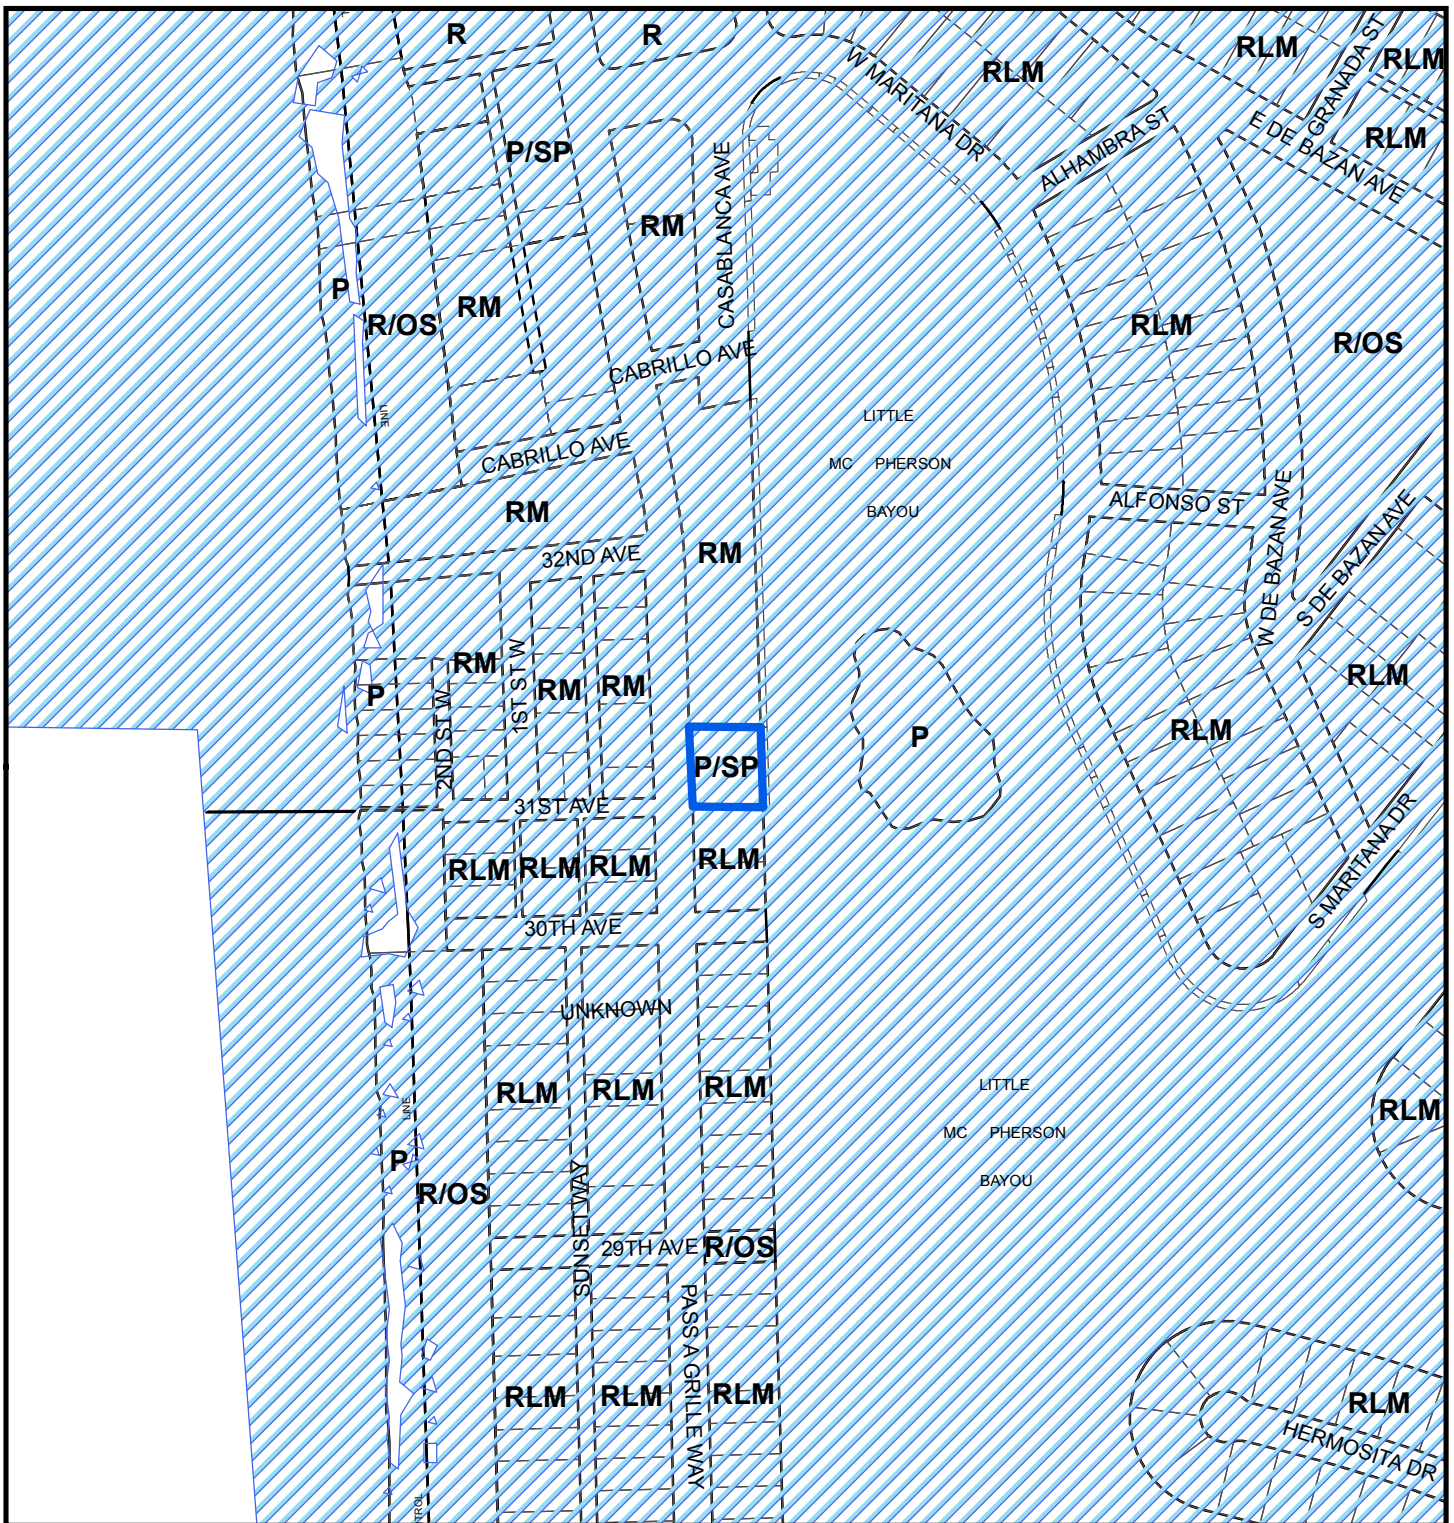 R
R
RLM
RLM
RLM
GRANADA ST
W MARITANA DR
ALHAMBRA ST
E DE BAZAN AVE
RLM
P/SP
RM
CASABLANCA AVE
P
R/OS
RM
RLM
R/OS
CABRILLO AVE
LINE
LITTLE
MC PHERSON
BAYOU
CABRILLO AVE
RM
ALFONSO ST
W DE BAZAN AVE
S DE BAZAN AVE
32ND AVE
RM
RM
1ST ST W
RM
RM
P
2ND ST W
RLM
P
RLM
P/SP
31ST AVE
RLM
RLM
RLM
RLM
S MARITANA DR
30TH AVE
UNKNOWN
RLM
RLM
RLM
LINE
LITTLE
MC PHERSON
BAYOU
RLM
P
R/OS
SUNSET WAY
29TH AVE
R/OS
PASS A GRILLE WAY
RLM
RLM
RLM
RLM
HERMOSITA DR
TROL